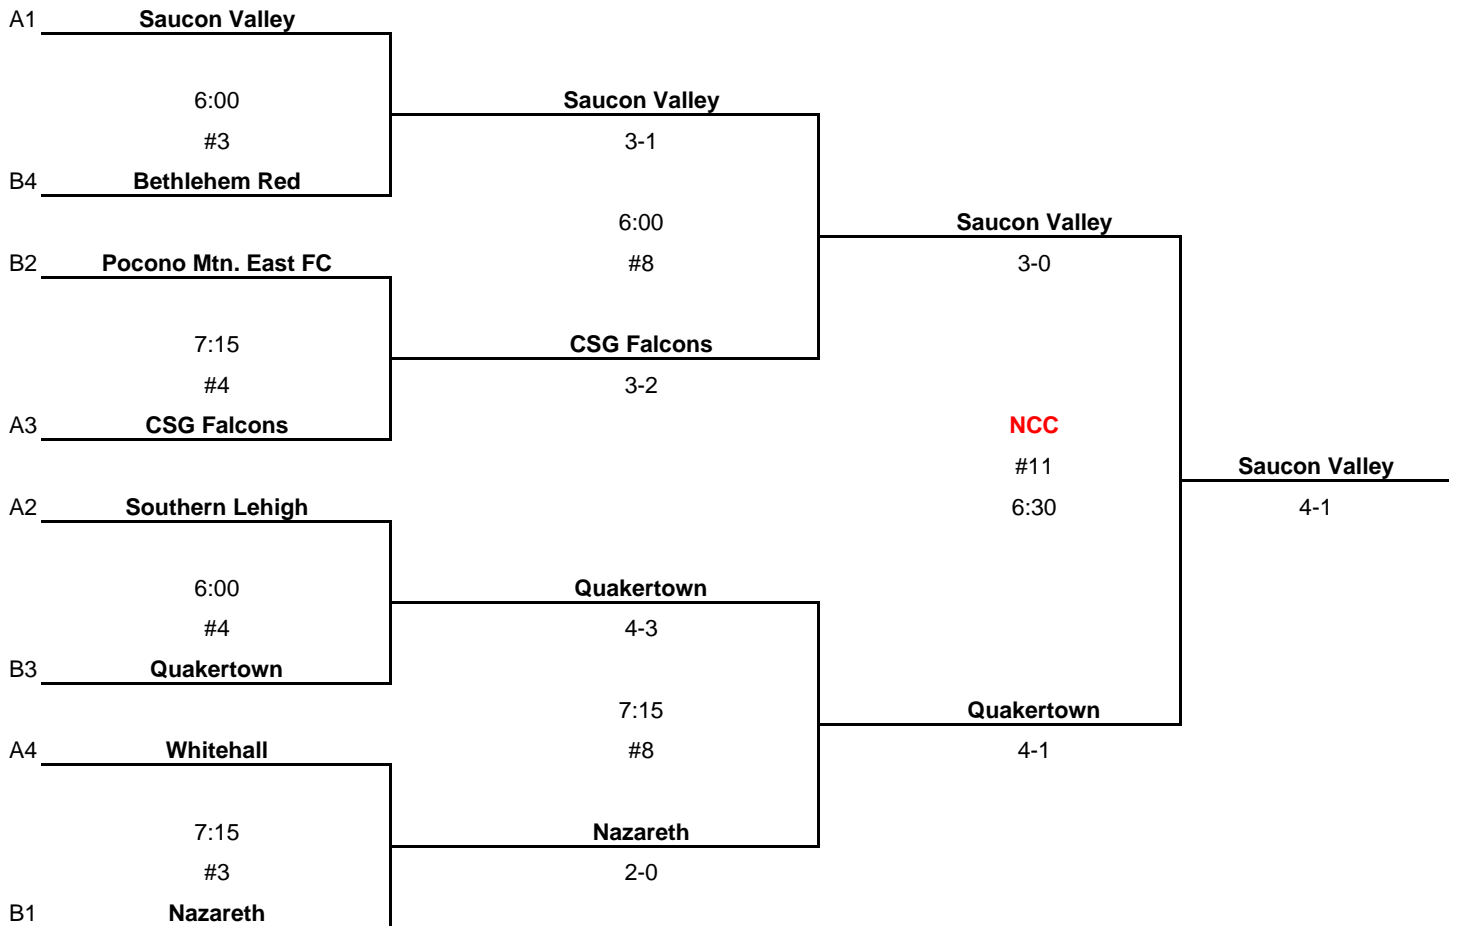 A1 Saucon Valley
6:00 Saucon Valley
#3 3-1
B4 Bethlehem Red
6:00 Saucon Valley
B2 Pocono Mtn. East FC #8 3-0
7:15 CSG Falcons
#4 3-2
A3 CSG Falcons NCC
#11 Saucon Valley
A2 Southern Lehigh 6:30 4-1
6:00 Quakertown
#4 4-3
B3 Quakertown
7:15 Quakertown
A4 Whitehall #8 4-1
7:15 Nazareth
#3 2-0
B1 Nazareth